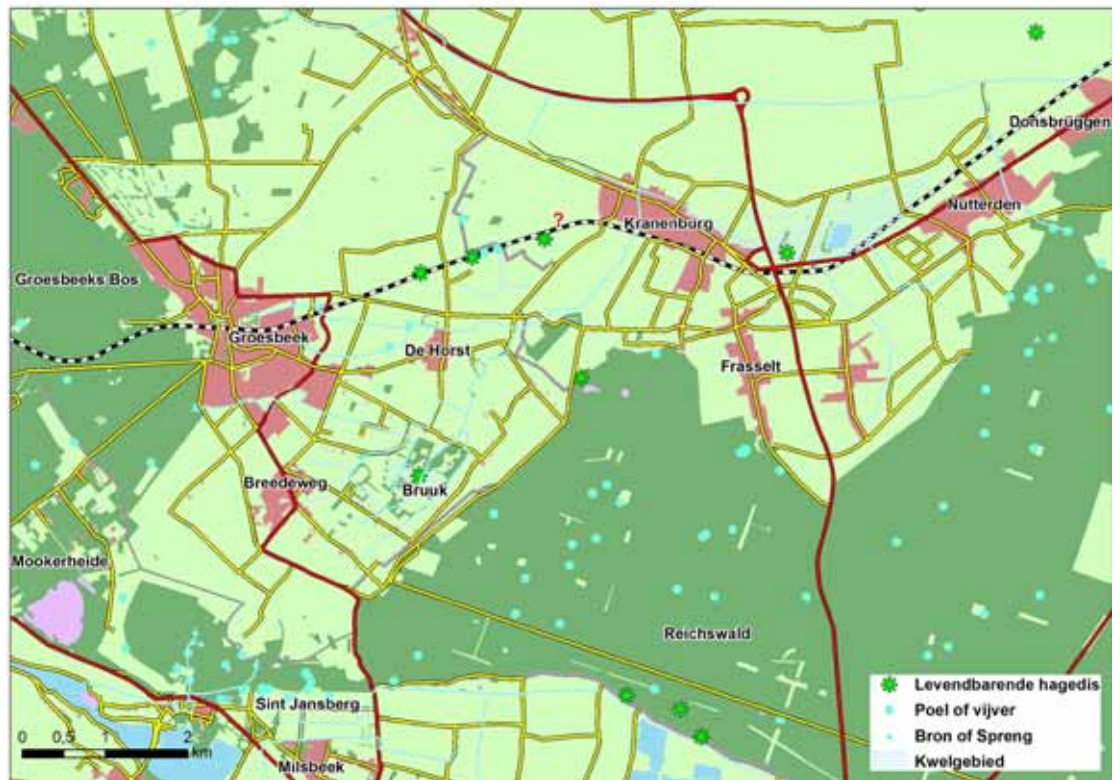 Donsbrüggen
Nütterden
?
Kranenburg
Groesbeeks Bos
Groesbeek
De Horst
Frasselt
Breedeweg
Bruuk
Mookerheide
Reichswald
Sint Jansberg
Milsbeek
0 0,5 1 2
km
Levendbarende hagedis
Poel of vijver
Bron of Spreng
Kwelgebied